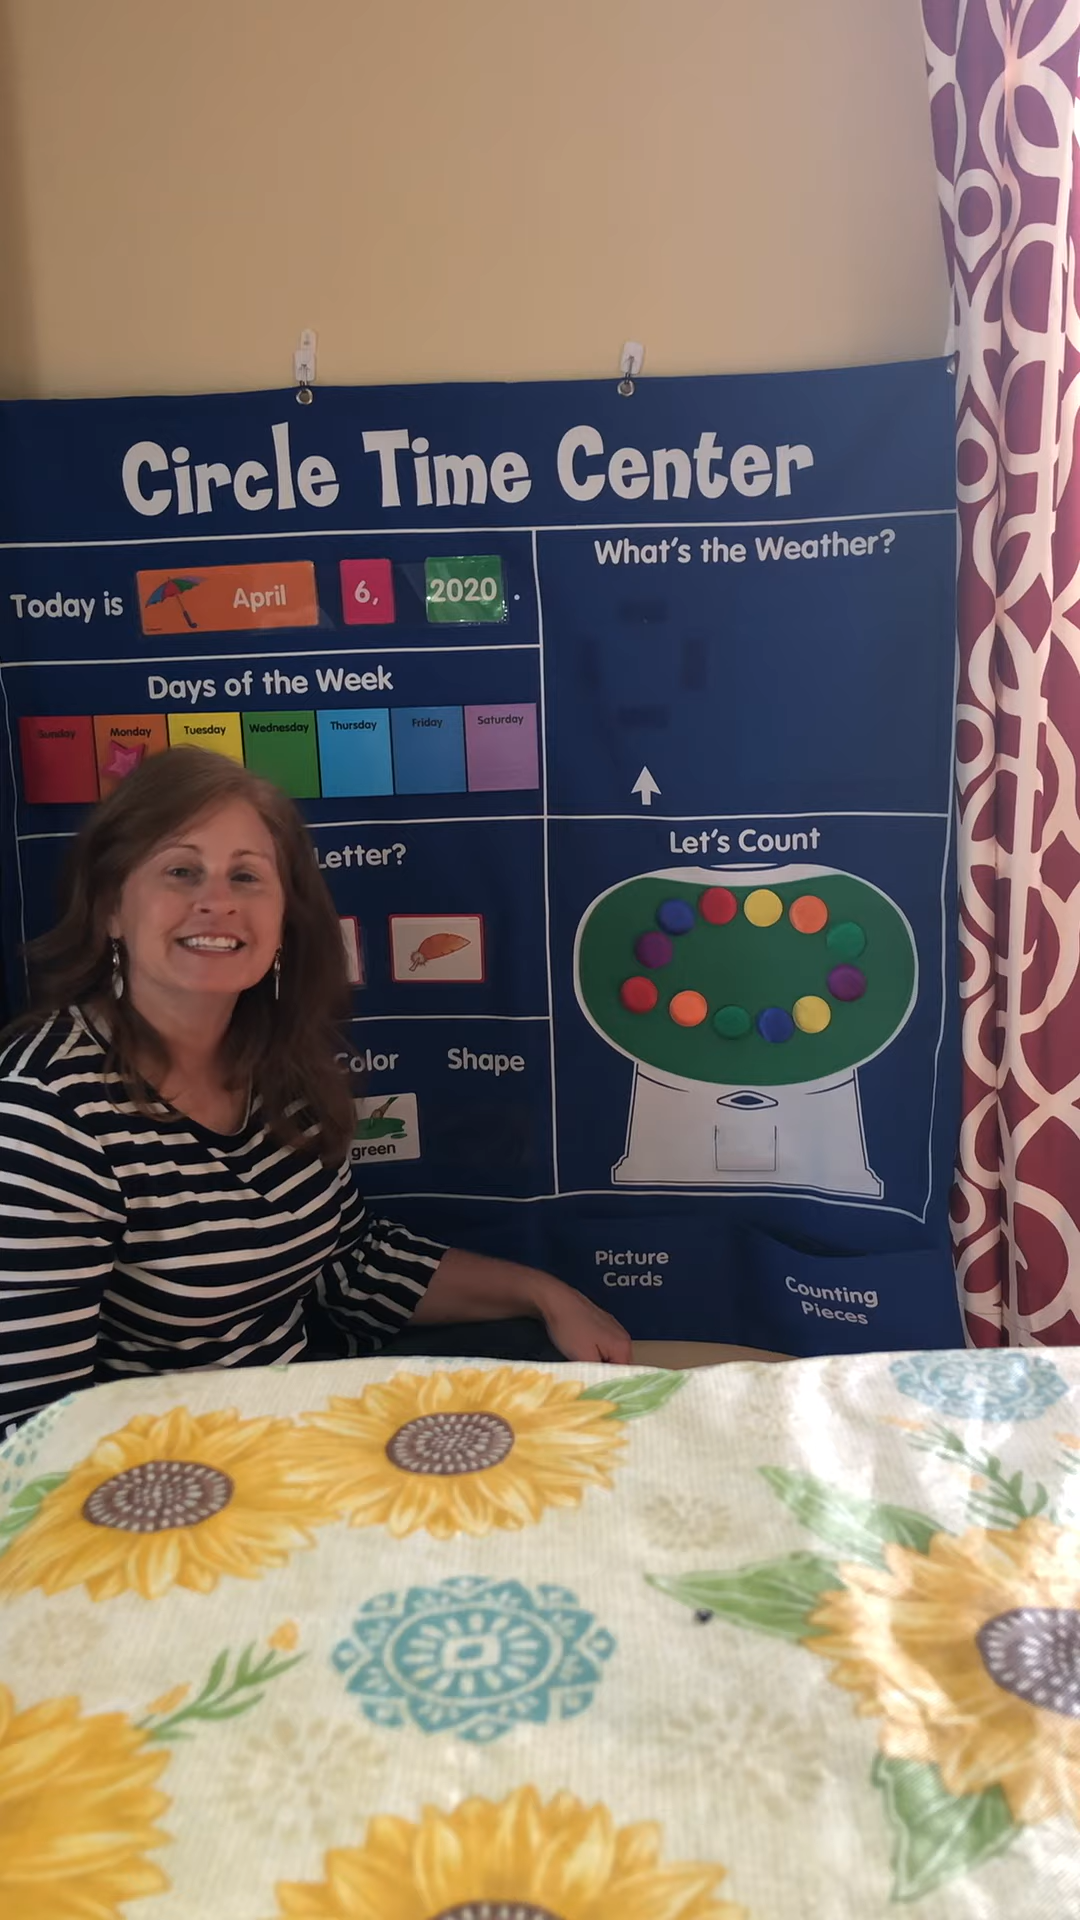 Circle Time Center
Today is April 6, 2020.
What's the Weather?
Days of the Week
Sunday Monday Tuesday Wednesday Thursday Friday Saturday
Letter?
Let's Count
Color Shape
green
Picture
Cards
Counting
Pieces